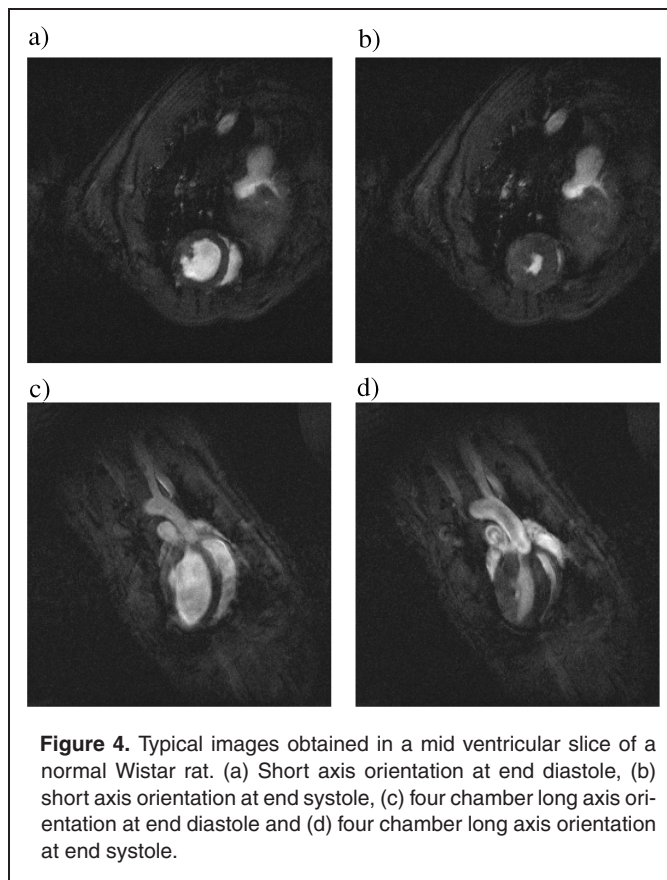 a)
b)
c)
d)
Figure 4. Typical images obtained in a mid ventricular slice of a
normal Wistar rat. (a) Short axis orientation at end diastole, (b)
short axis orientation at end systole, (c) four chamber long axis ori-
entation at end diastole and (d) four chamber long axis orientation
at end systole.